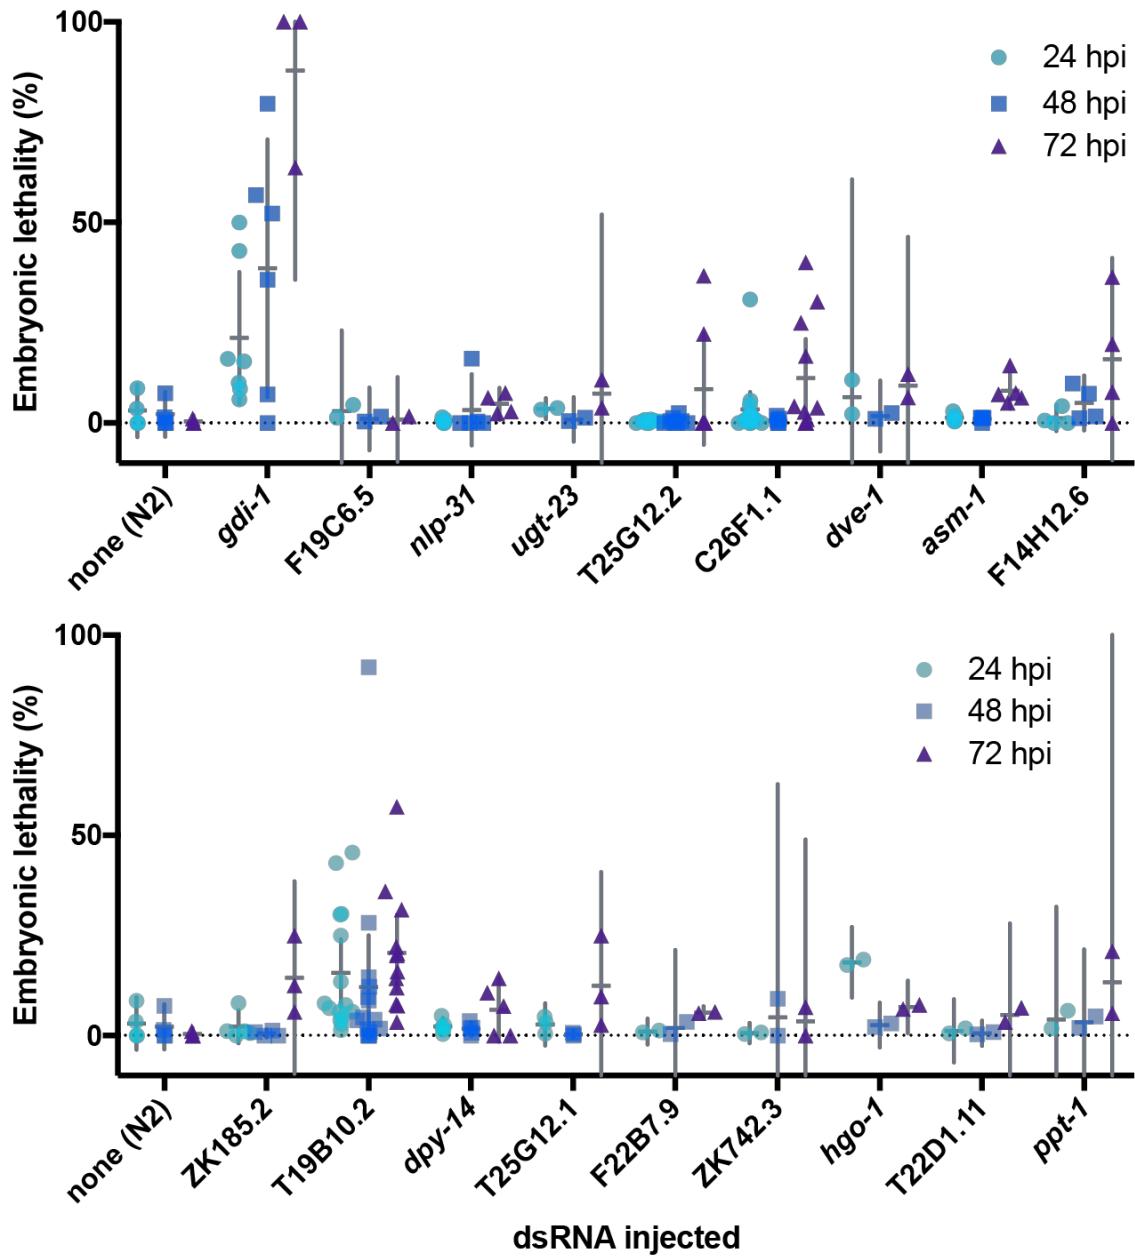 Embryonic lethality (%)
100
50
0
24 hpi
48 hpi
72 hpi
none (N2)
gdi-1
F19C6.5
nlp-31
ugt-23
T25G12.2
C26F1.1
dve-1
asm-1
F14H12.6
Embryonic lethality (%)
100
50
0
24 hpi
48 hpi
72 hpi
none (N2)
ZK185.2
T19B10.2
dpy-14
T25G12.1
F22B7.9
ZK742.3
hgo-1
T22D1.11
ppt-1
dsRNA injected